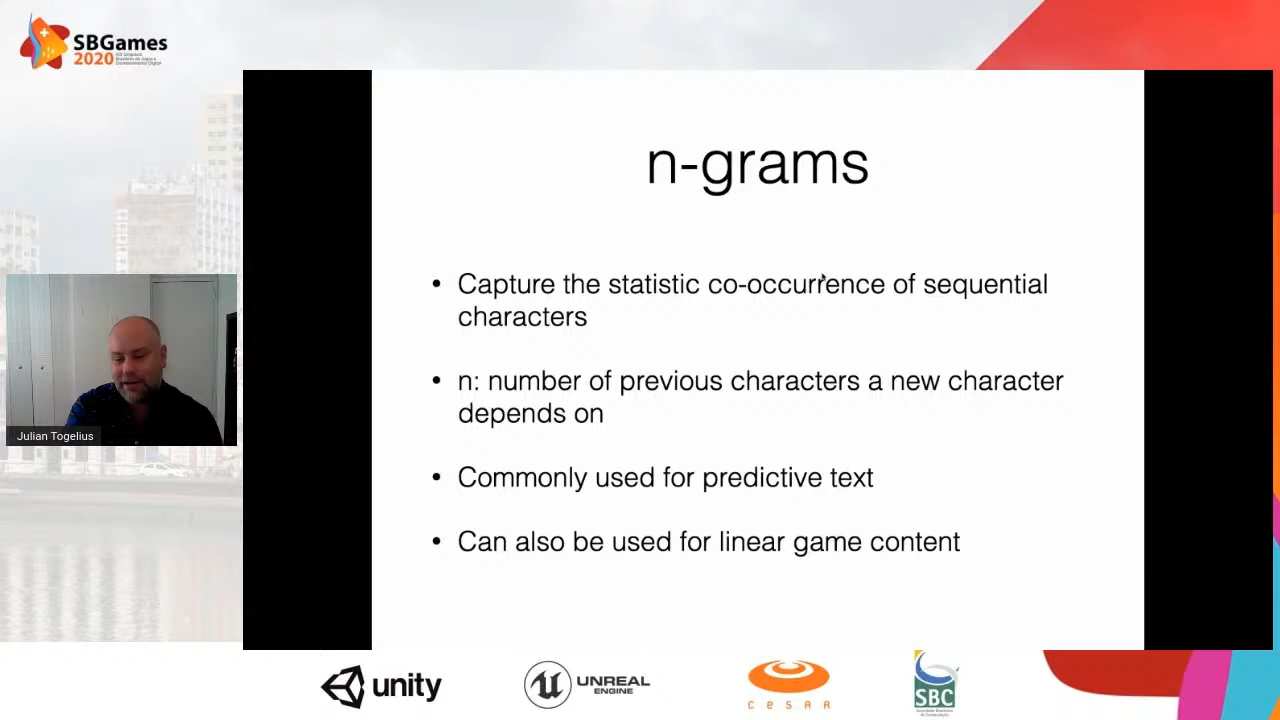 SBGames
2020
n-grams
• Capture the statistic co-occurrence of sequential
characters
• n: number of previous characters a new character
depends on
• Commonly used for predictive text
• Can also be used for linear game content
Julian Togelius
unity
UNREAL
ENGINE
CESAR
SBC